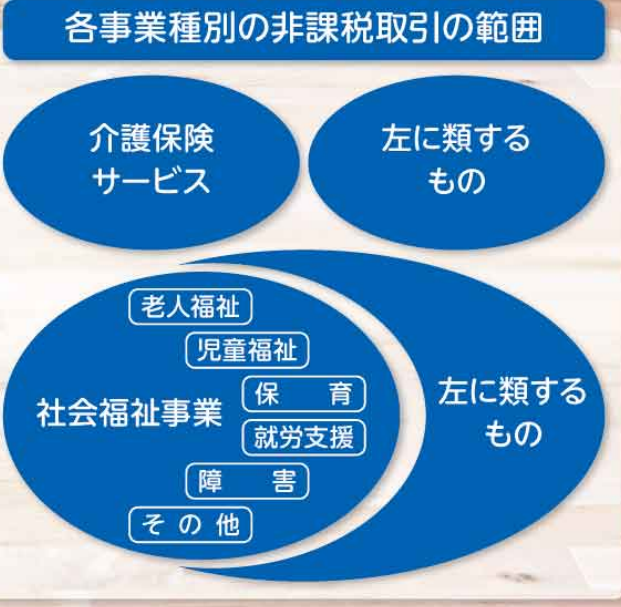 各事業種別の非課税取引の範囲
介護保険
サービス
左に類する
もの
老人福祉
児童福祉
社会福祉事業
保　育
就労支援
障　害
その他
左に類する
もの